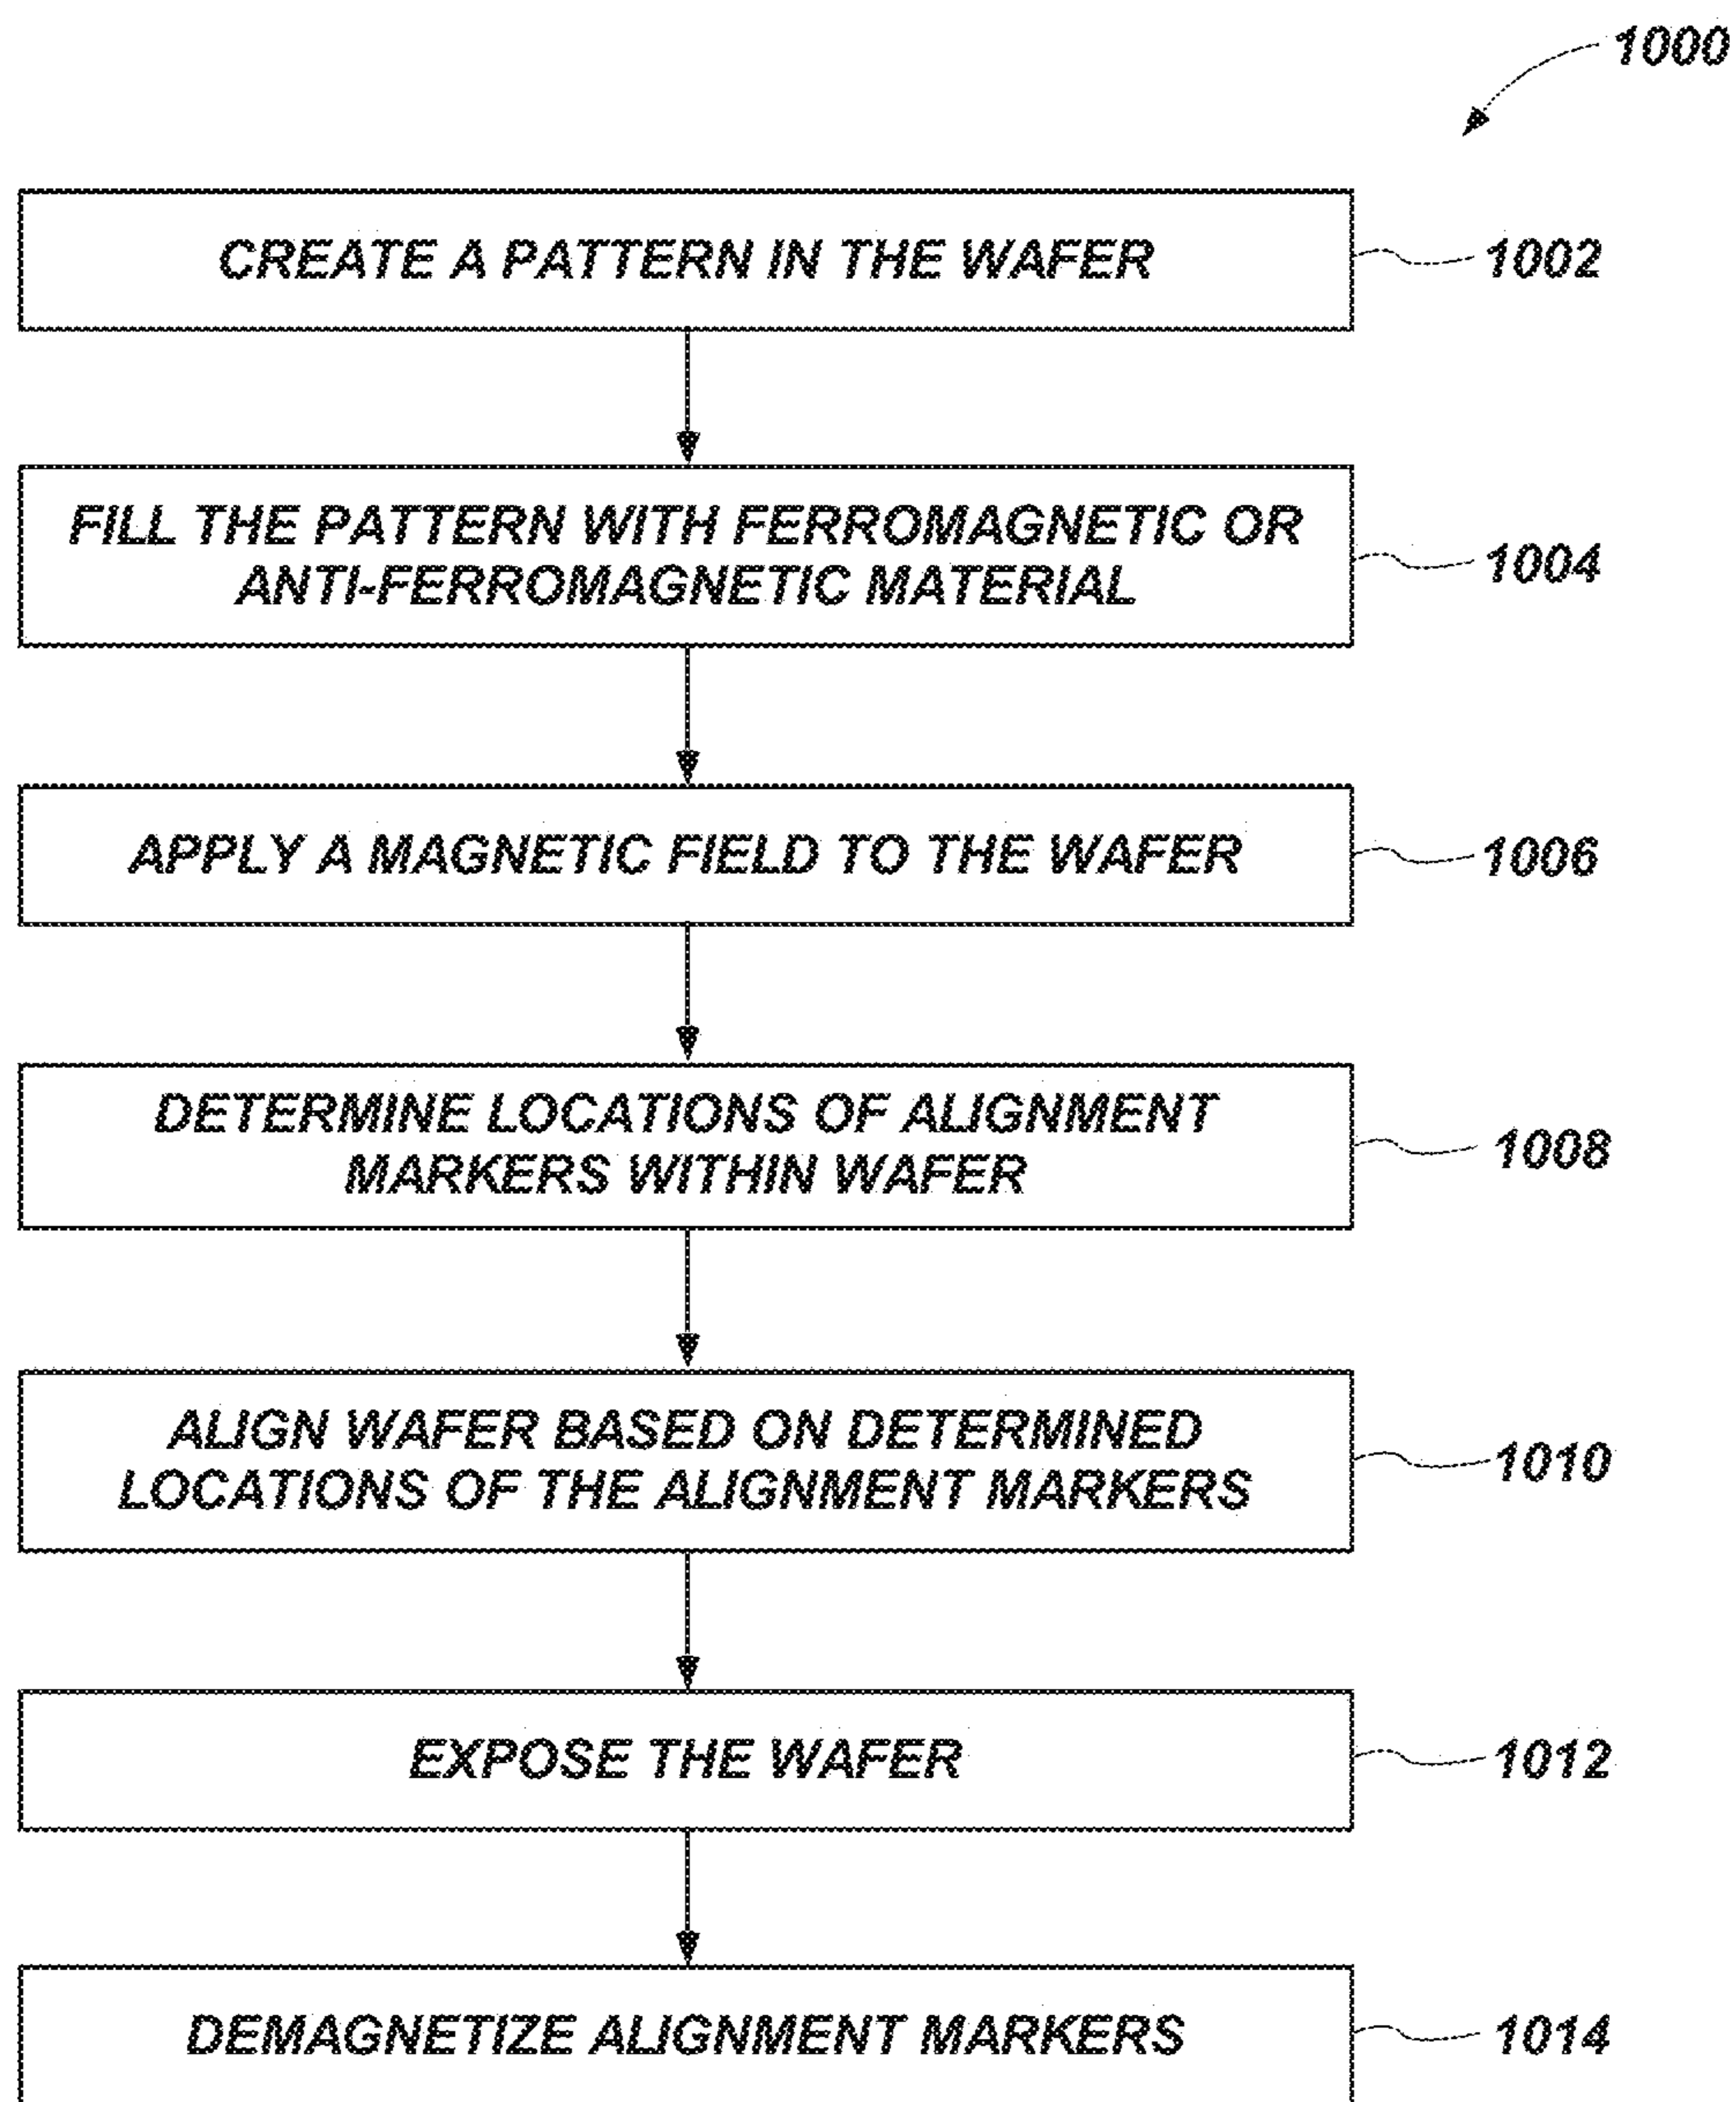 1000
CREATE A PATTERN IN THE WAFER
1002
FILL THE PATTERN WITH FERROMAGNETIC OR
ANTI-FERROMAGNETIC MATERIAL
1004
APPLY A MAGNETIC FIELD TO THE WAFER
1006
DETERMINE LOCATIONS OF ALIGNMENT
MARKERS WITHIN WAFER
1008
ALIGN WAFER BASED ON DETERMINED
LOCATIONS OF THE ALIGNMENT MARKERS
1010
EXPOSE THE WAFER
1012
DEMAGNETIZE ALIGNMENT MARKERS
1014